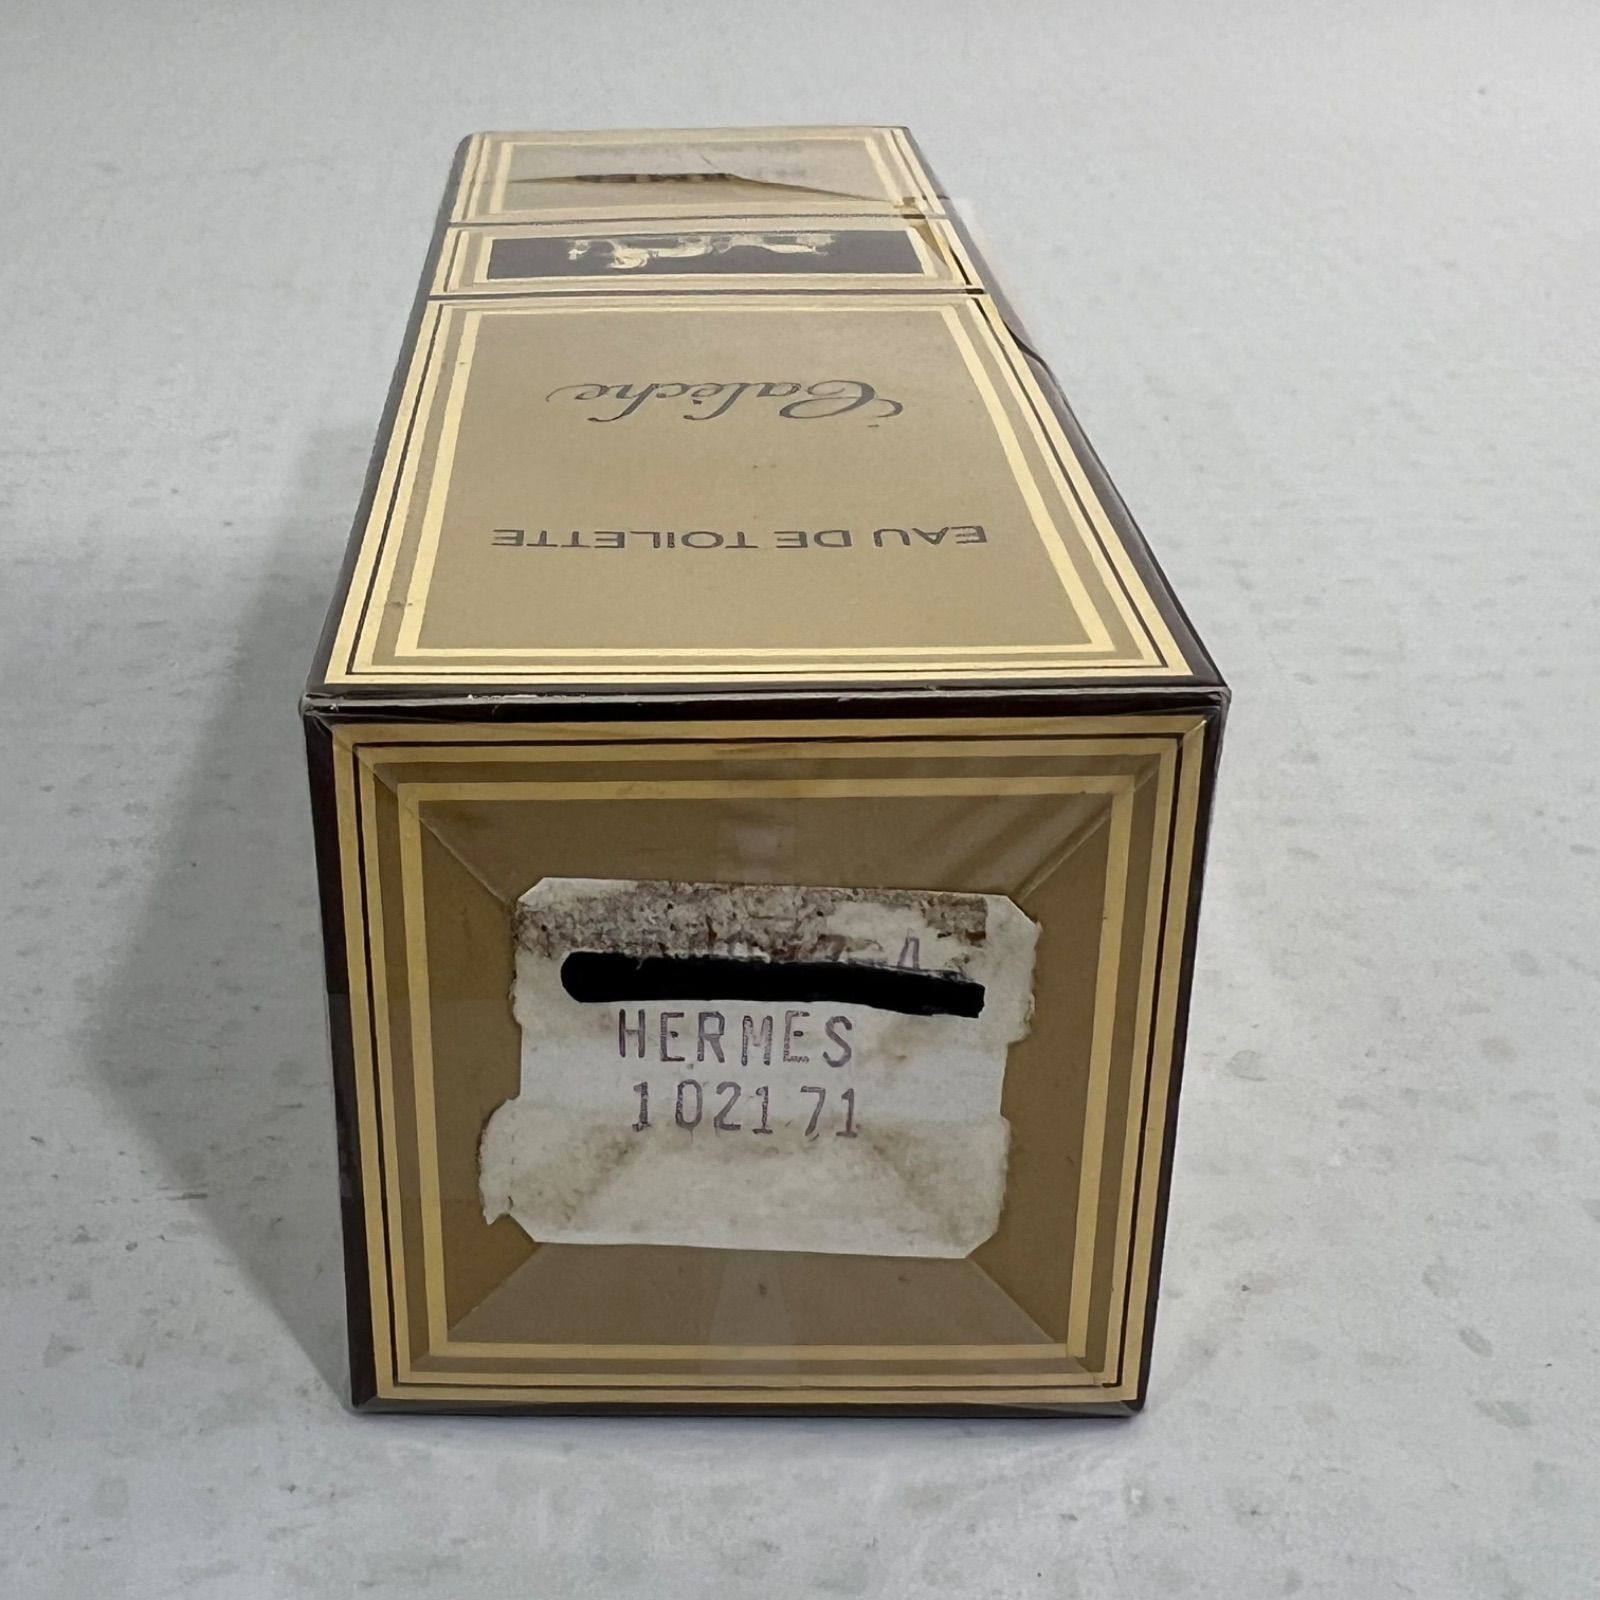 Calèche
EAU DE TOILETTE
HERMES
102171